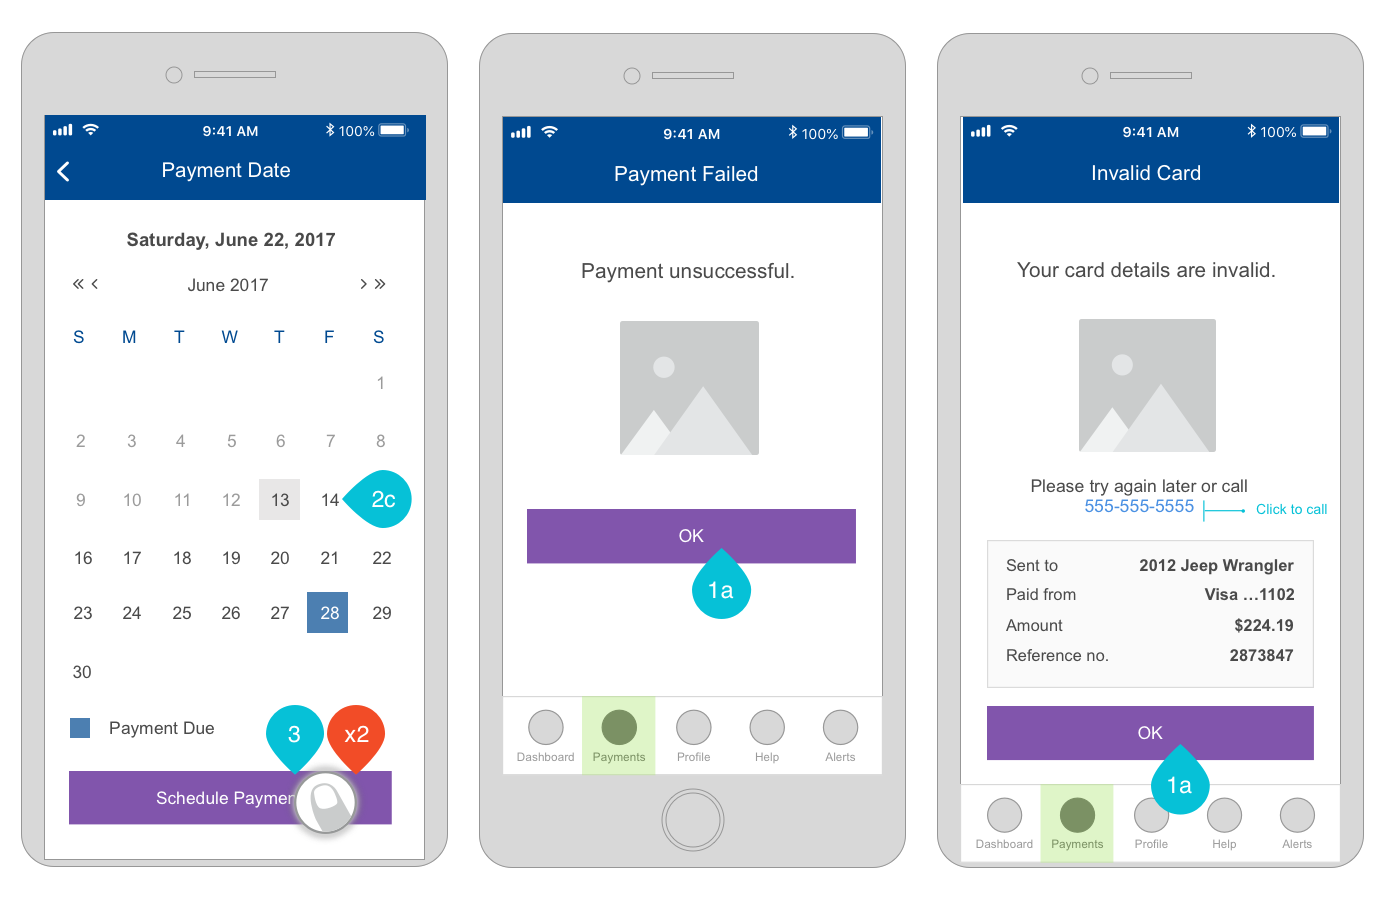 9:41 AM 100%
Payment Date
Saturday, June 22, 2017
« ‹ June 2017 › »
S M T W T F S
1
2 3 4 5 6 7 8
9 10 11 12 13 14 2c
16 17 18 19 20 21 22
23 24 25 26 27 28 29
30
Payment Due
3 x2
Schedule Paymen
9:41 AM 100%
Payment Failed
Payment unsuccessful.
OK
1a
Dashboard Payments Profile Help Alerts
9:41 AM 100%
Invalid Card
Your card details are invalid.
Please try again later or call
555-555-5555 Click to call
Sent to 2012 Jeep Wrangler
Paid from Visa ...1102
Amount $224.19
Reference no. 2873847
OK
1a
Dashboard Payments Profile Help Alerts